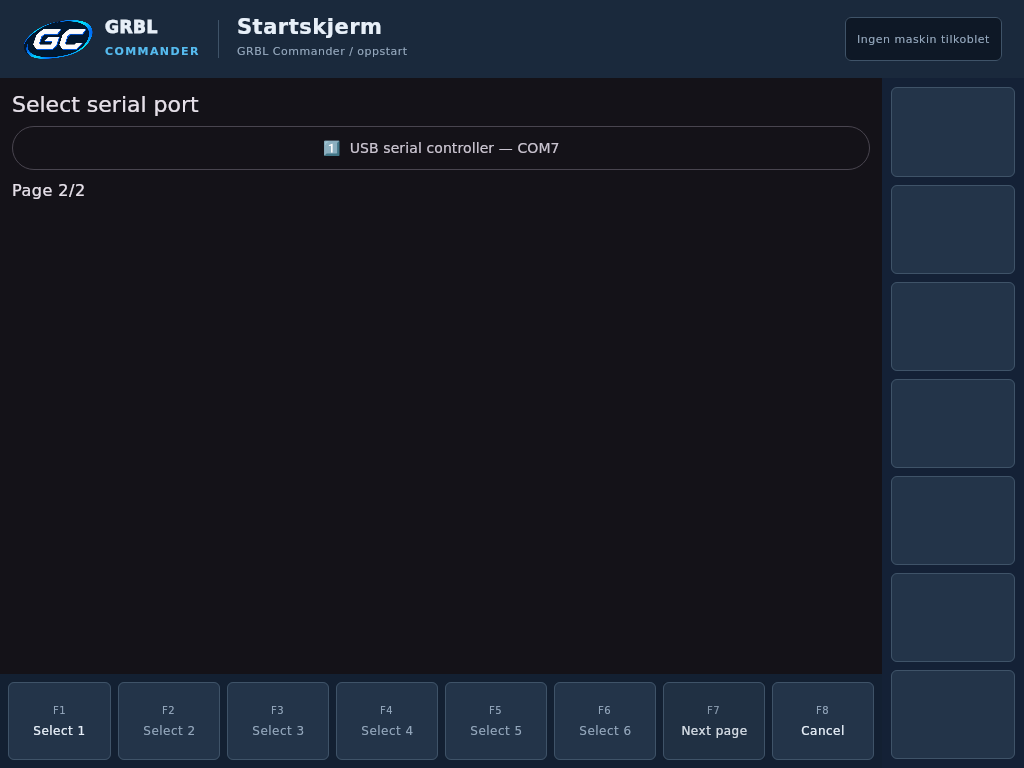 GC
GRBL
COMMANDER
Startskjerm
GRBL Commander / oppstart
Ingen maskin tilkoblet
Select serial port
1️⃣ USB serial controller — COM7
Page 2/2
F1
Select 1
F2
Select 2
F3
Select 3
F4
Select 4
F5
Select 5
F6
Select 6
F7
Next page
F8
Cancel